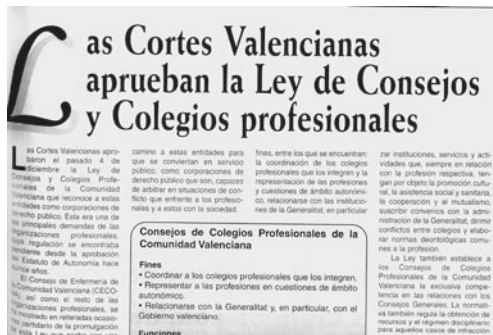 Las Cortes Valencianas
aprueban la Ley de Consejos
y Colegios profesionales
Las Cortes Valencianas apro-
baron el pasado 4 de
diciembre la Ley de
Consejos y Colegios Profe-
sionales de la Comunidad
Valenciana que reconoce a estas
entidades como corporaciones de
derecho público. Esta era una de
las principales demandas de las
organizaciones profesionales,
cuya regulación se encontraba
pendiente desde la aprobación
del Estatuto de Autonomía hace
quince años.
El Consejo de Enfermería de
la Comunidad Valenciana (CECO-
VA), así como el resto de las
organizaciones profesionales, se
ha mostrado en reiteradas ocasio-
nes partidario de la promulgación
de esta Ley que
camino a estas entidades para
que se conviertan en servicio
público, como corporaciones de
derecho público que son, capaces
de arbitrar en situaciones de con-
flicto que enfrente a los profesio-
nales y a estos con la sociedad.
fines, entre los que se encuentran:
la coordinación de los colegios
profesionales que los integren y la
representación de las profesiones
y cuestiones de ámbito autonómi-
co, relacionarse con las institucio-
nes de la Generalitat, en particular
zar instituciones, servicios y acti-
vidades que, siempre en relación
con la profesión respectiva, ten-
gan por objeto la promoción cultu-
ral, la asistencia social y sanitaria,
la cooperación y el mutualismo,
suscribir convenios con la admi-
nistración de la Generalitat, dirimir
conflictos entre colegios y elabo-
rar normas deontológicas comu-
nes a la profesión.
La Ley también establece a
los Consejos de Colegios
Profesionales de la Comunidad
Valenciana la exclusiva compe-
tencia en las relaciones con los
Consejos Generales. La normati-
va también regula la obtención de
recursos y el régimen disciplinario
para aquellos casos de infracción
Consejos de Colegios Profesionales de la
Comunidad Valenciana
Fines
• Coordinar a los colegios profesionales que los integren.
• Representar a las profesiones en cuestiones de ámbito
autonómico.
• Relacionarse con la Generalitat y, en particular, con el
Gobierno valenciano.
Funciones